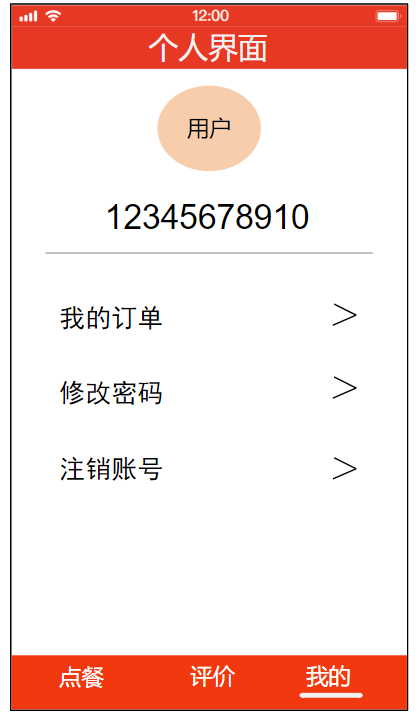 12:00
个人界面
用户
12345678910
我的订单 >
修改密码 >
注销账号 >
点餐 评价 我的